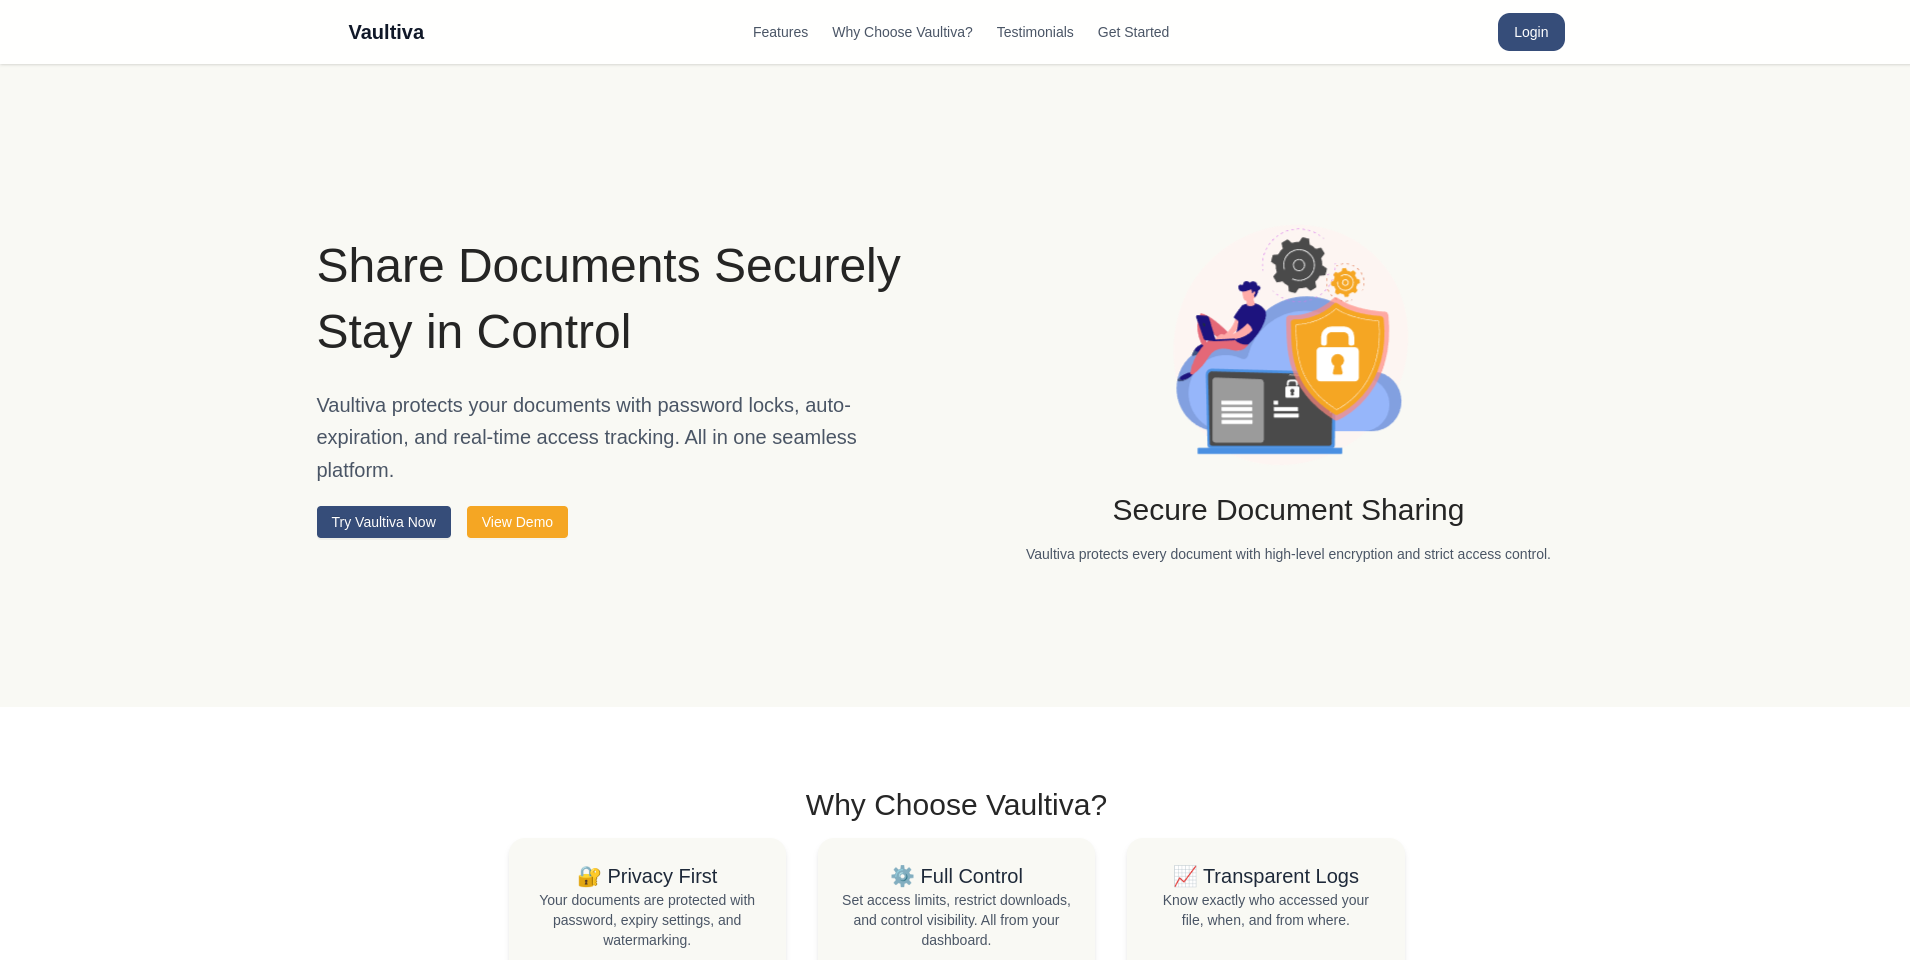 Vaultiva
Features
Why Choose Vaultiva?
Testimonials
Get Started
Login
Share Documents Securely
Stay in Control
Vaultiva protects your documents with password locks, auto-
expiration, and real-time access tracking. All in one seamless
platform.
Try Vaultiva Now
View Demo
Secure Document Sharing
Vaultiva protects every document with high-level encryption and strict access control.
Why Choose Vaultiva?
🔐 Privacy First
Your documents are protected with
password, expiry settings, and
watermarking.
⚙️ Full Control
Set access limits, restrict downloads,
and control visibility. All from your
dashboard.
📈 Transparent Logs
Know exactly who accessed your
file, when, and from where.